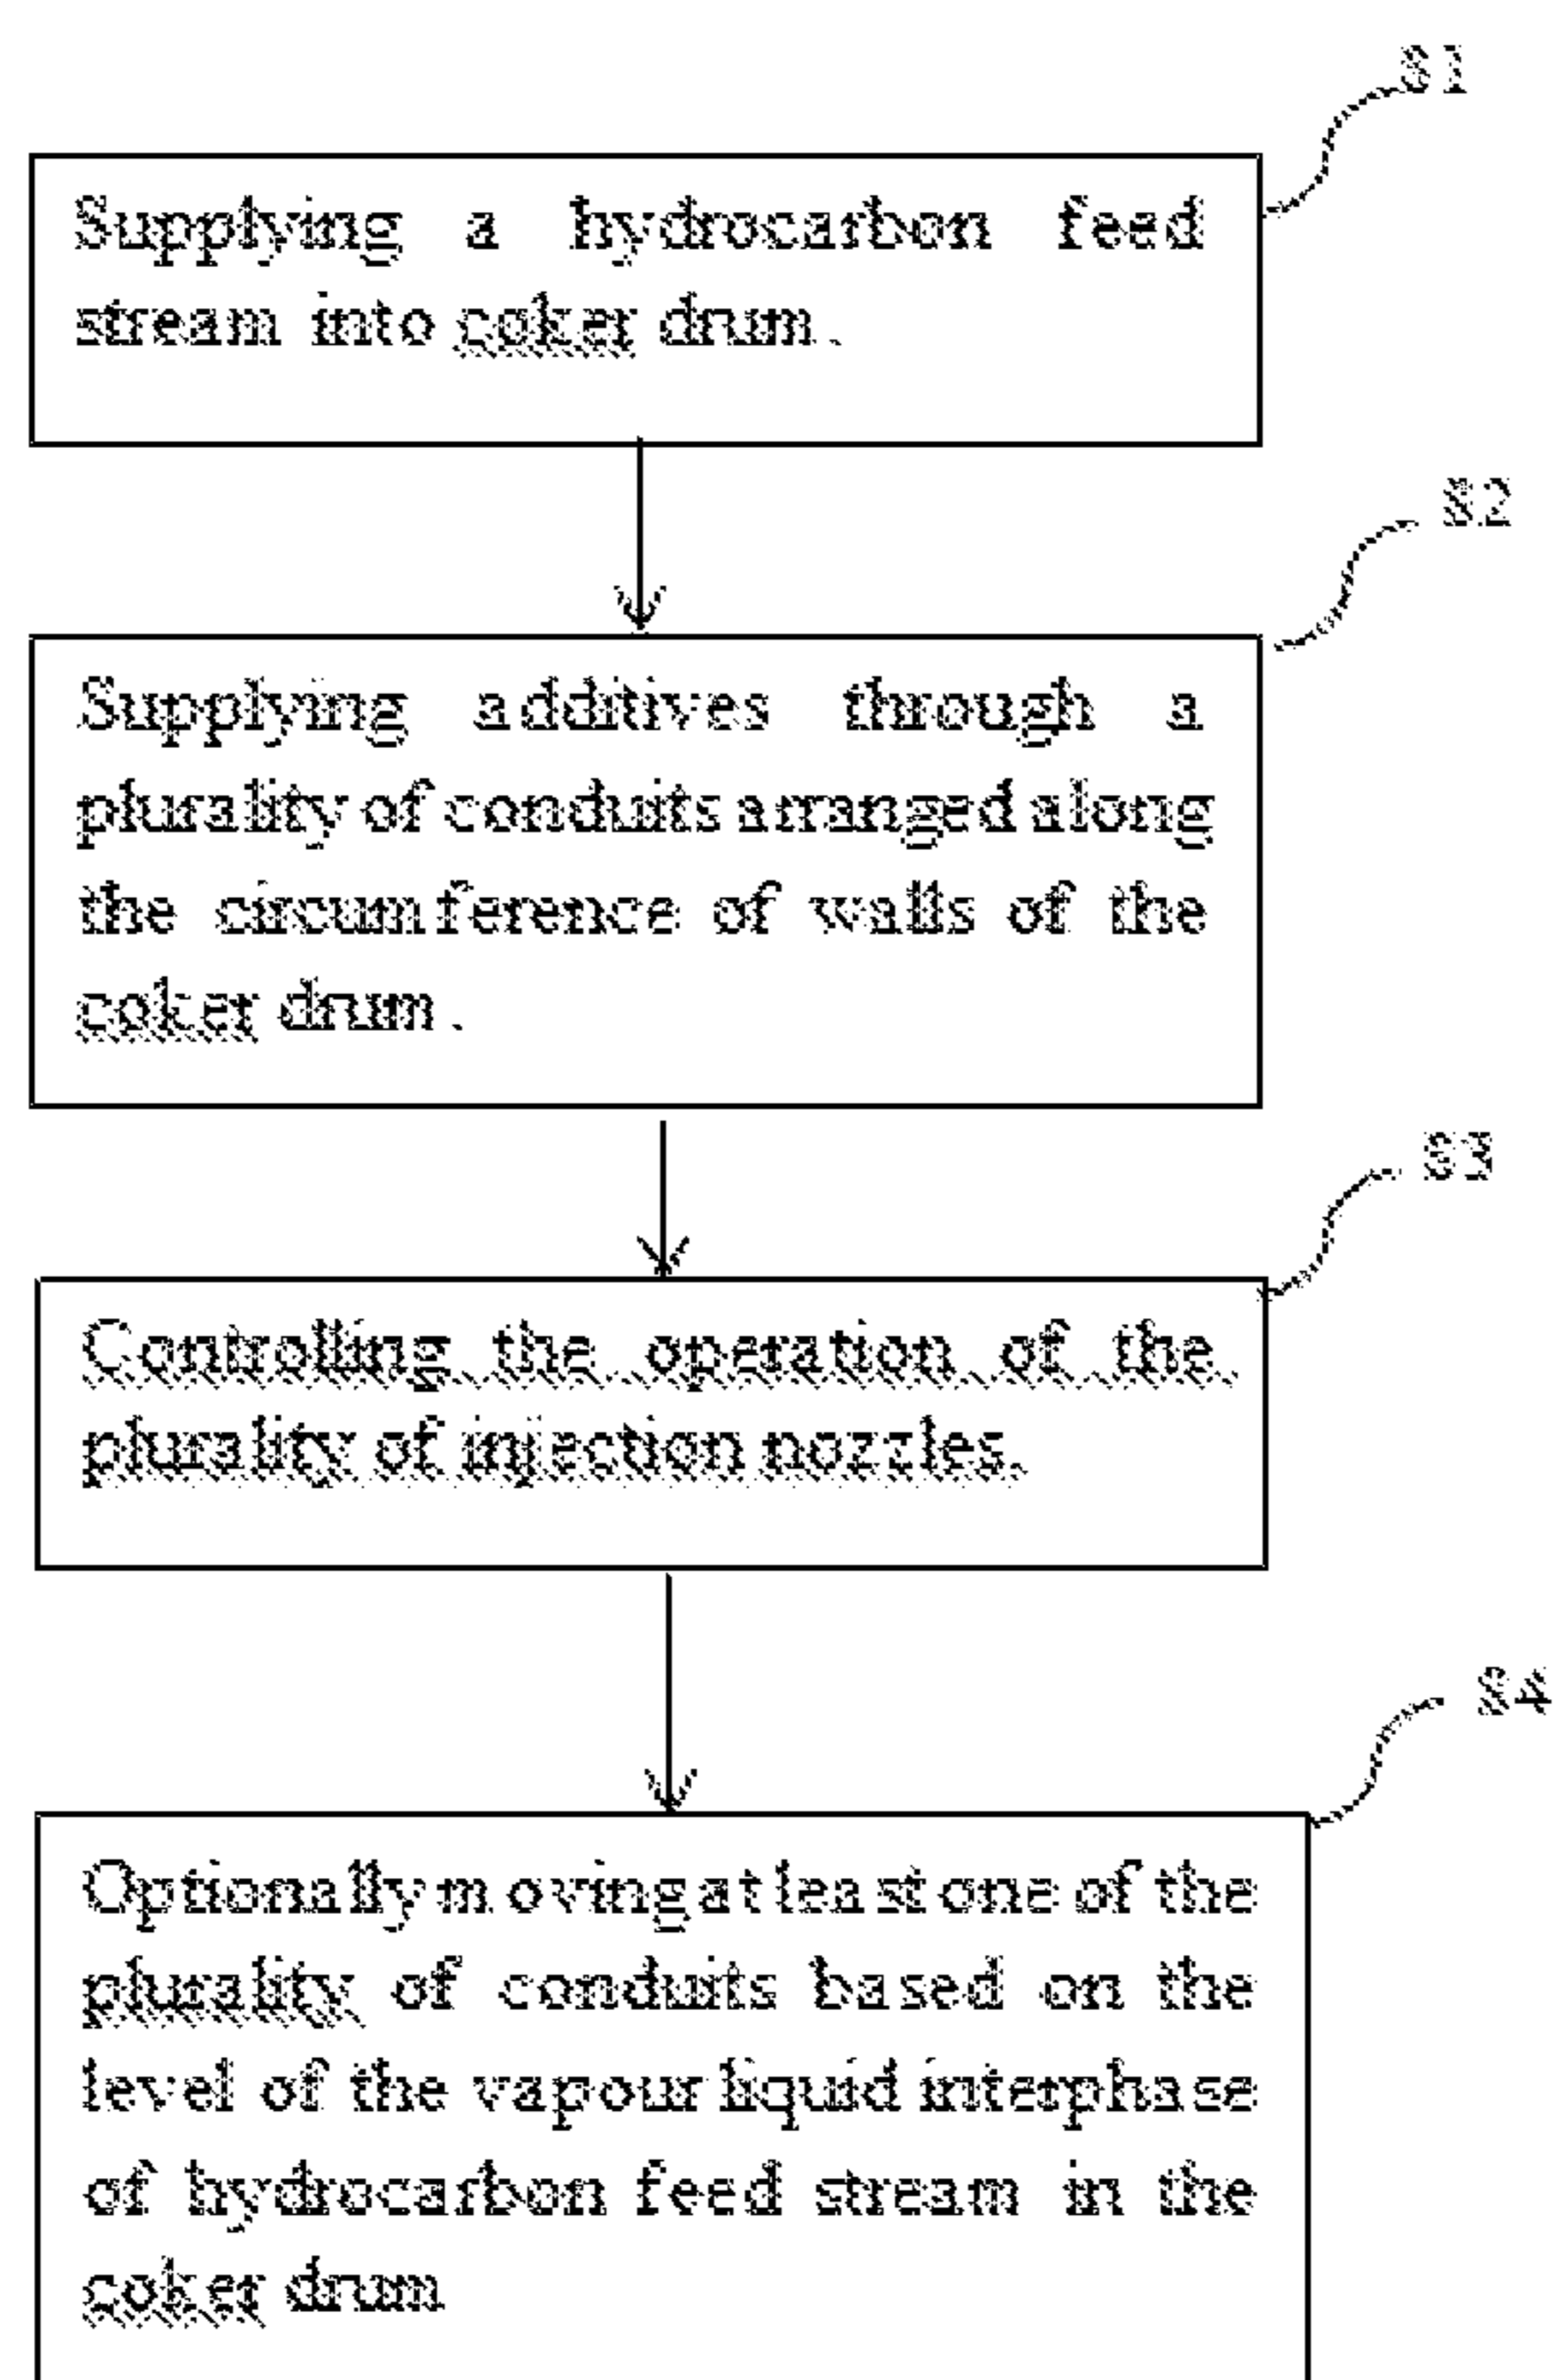 81
Supplying a hydrocarbon feed
stream into coker drum.
82
Supplying additives through a
plurality of conduits arranged along
the circumference of walls of the
coker drum.
83
Controlling the operation of the
plurality of injection nozzles.
84
Optionally moving at least one of the
plurality of conduits based on the
level of the vapour liquid interphase
of hydrocarbon feed stream in the
coker drum